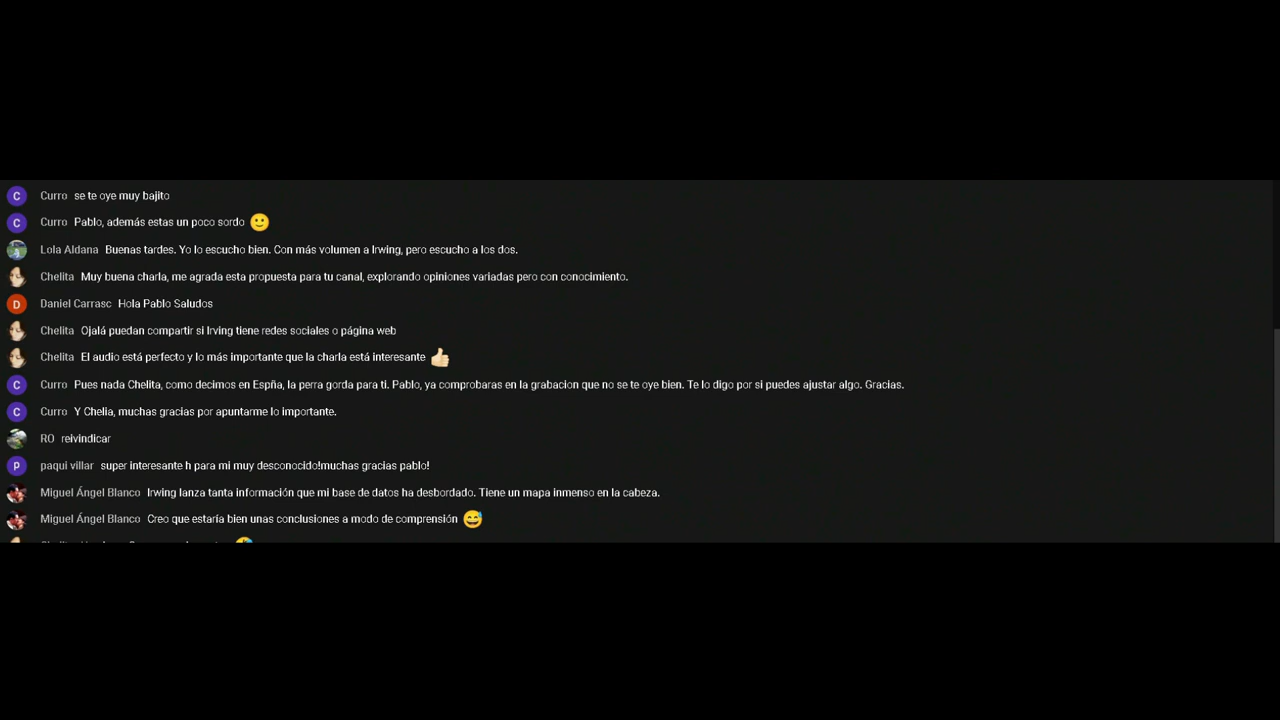 C Curro se te oye muy bajito
C Curro Pablo, además estas un poco sordo 🙂
Lola Aldana Buenas tardes. Yo lo escucho bien. Con más volumen a Irwing, pero escucho a los dos.
Chelita Muy buena charla, me agrada esta propuesta para tu canal, explorando opiniones variadas pero con conocimiento.
D Daniel Carrasc Hola Pablo Saludos
Chelita Ojalá puedan compartir si Irving tiene redes sociales o página web
Chelita El audio está perfecto y lo más importante que la charla está interesante 👍🏻
C Curro Pues nada Chelita, como decimos en Espña, la perra gorda para ti. Pablo, ya comprobaras en la grabacion que no se te oye bien. Te lo digo por si puedes ajustar algo. Gracias.
C Curro Y Chelia, muchas gracias por apuntarme lo importante.
RO reivindicar
P paqui villar super interesante h para mi muy desconocido!muchas gracias pablo!
Miguel Ángel Blanco Irwing lanza tanta información que mi base de datos ha desbordado. Tiene un mapa inmenso en la cabeza.
Miguel Ángel Blanco Creo que estaría bien unas conclusiones a modo de comprensión 😅